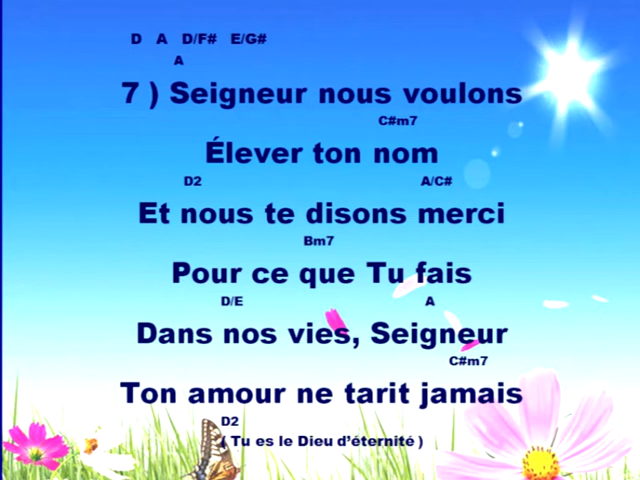 D A D/F# E/G#
A
7 ) Seigneur nous voulons
C#m7
Élever ton nom
D2 A/C#
Et nous te disons merci
Bm7
Pour ce que Tu fais
D/E A
Dans nos vies, Seigneur
C#m7
Ton amour ne tarit jamais
D2
( Tu es le Dieu d'éternité )